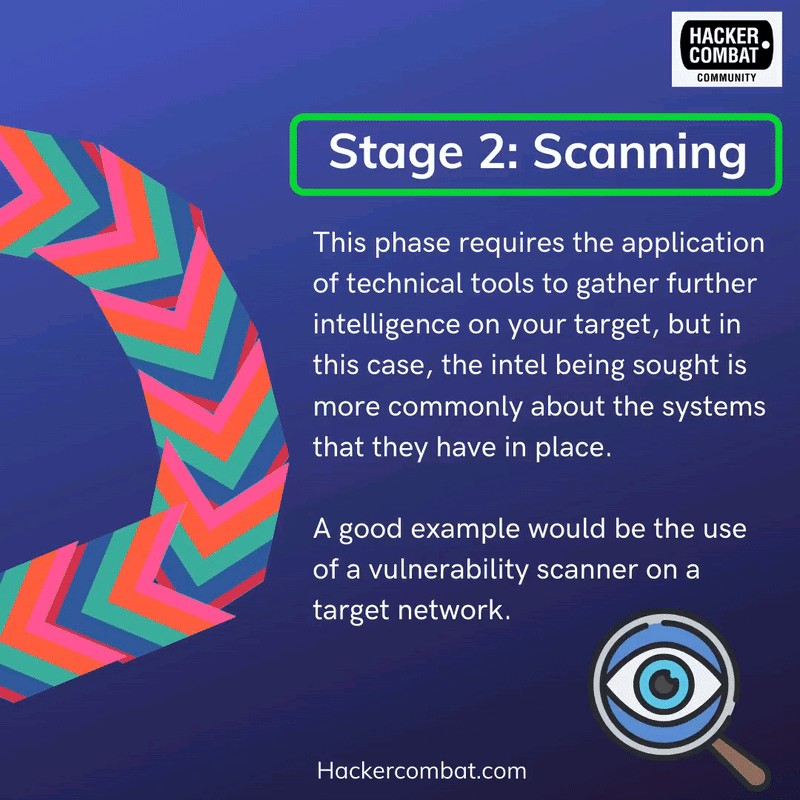 HACKER
COMBAT
COMMUNITY
Stage 2: Scanning
This phase requires the application
of technical tools to gather further
intelligence on your target, but in
this case, the intel being sought is
more commonly about the systems
that they have in place.
A good example would be the use
of a vulnerability scanner on a
target network.
Hackercombat.com